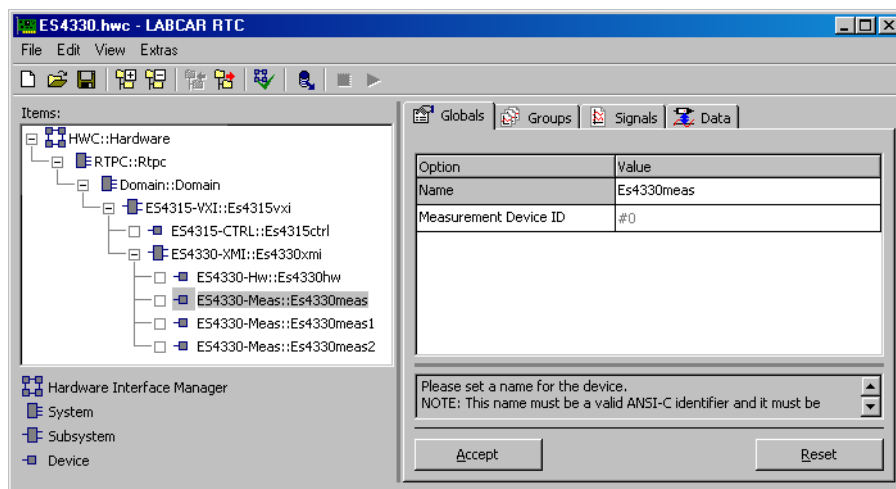 ES4330.hwc - LABCAR RTC
File Edit View Extras
Items:
HWC::Hardware
RTPC::Rtpc
Domain::Domain
ES4315-VXI::Es4315vxi
ES4315-CTRL::Es4315ctrl
ES4330-XMI::Es4330xmi
ES4330-Hw::Es4330hw
ES4330-Meas::Es4330meas
ES4330-Meas::Es4330meas1
ES4330-Meas::Es4330meas2
Hardware Interface Manager
System
Subsystem
Device
Globals Groups Signals Data
Option Value
Name Es4330meas
Measurement Device ID #0
Please set a name for the device.
NOTE: This name must be a valid ANSI-C identifier and it must be
Accept Reset